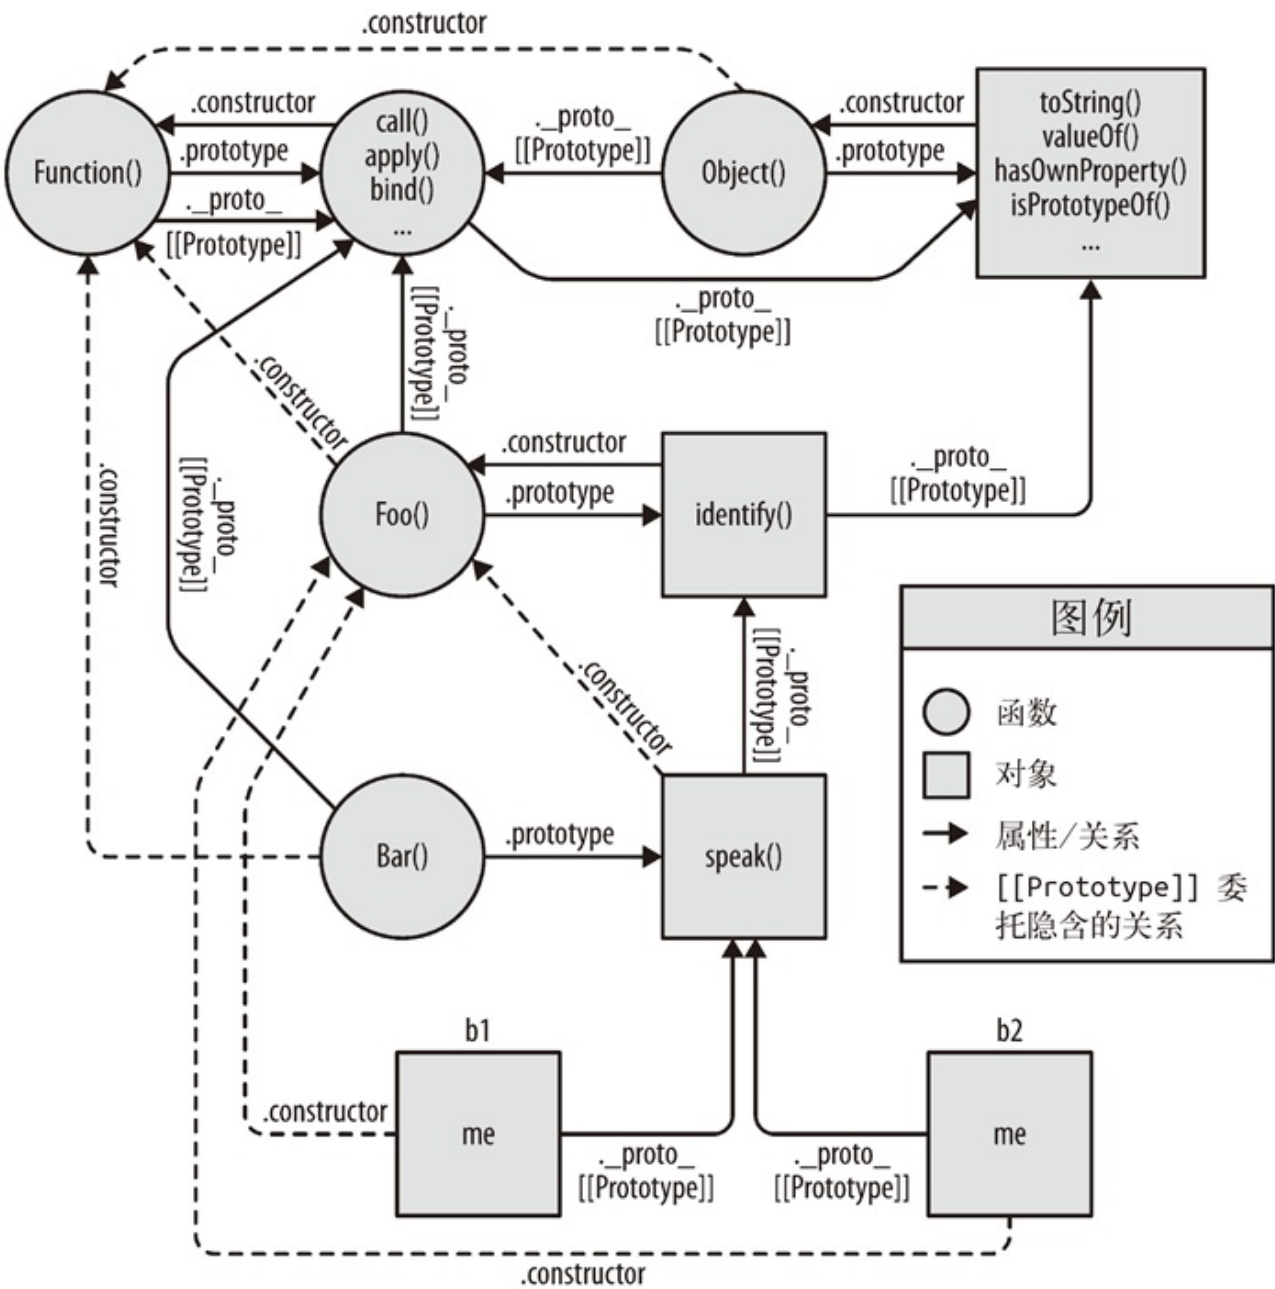 .constructor
Function()
.constructor
.prototype
._proto_
[[Prototype]]
call()
apply()
bind()
...
._proto_
[[Prototype]]
Object()
.constructor
.prototype
toString()
valueOf()
hasOwnProperty()
isPrototypeOf()
...
._proto_
[[Prototype]]
._proto_
[[Prototype]]
.constructor
.constructor
._proto_
[[Prototype]]
Foo()
.constructor
.prototype
identify()
._proto_
[[Prototype]]
.constructor
._proto_
[[Prototype]]
Bar()
.prototype
speak()
图例
函数
对象
属性/关系
[[Prototype]] 委
托隐含的关系
b1
me
.constructor
._proto_
[[Prototype]]
b2
me
._proto_
[[Prototype]]
.constructor